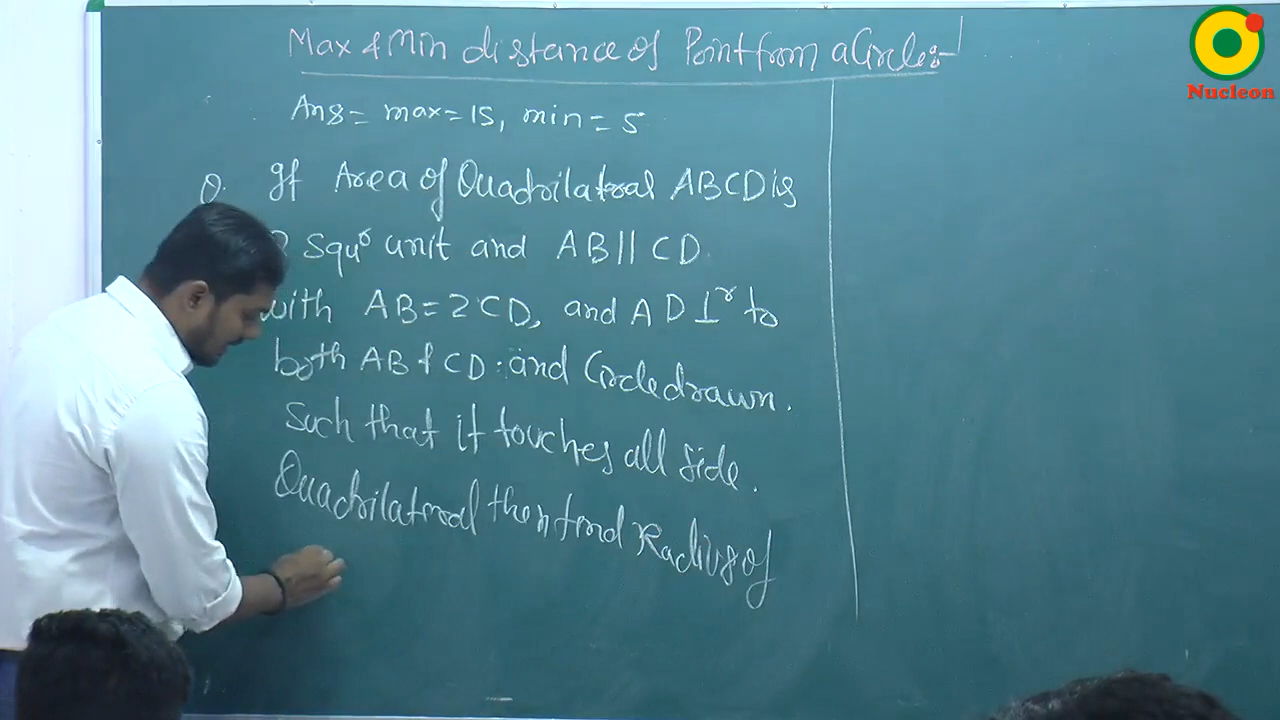 Max & Min distance of Point from a Circle:-
Nucleon
Ans = max = 15, min = 5
Q. If Area of Quadrilateral ABCD is
Squr unit and AB || CD
with AB = 2CD, and AD ⊥r to
both AB & CD. and Circle drawn.
Such that it touches all side.
Quadrilateral then find Radius of